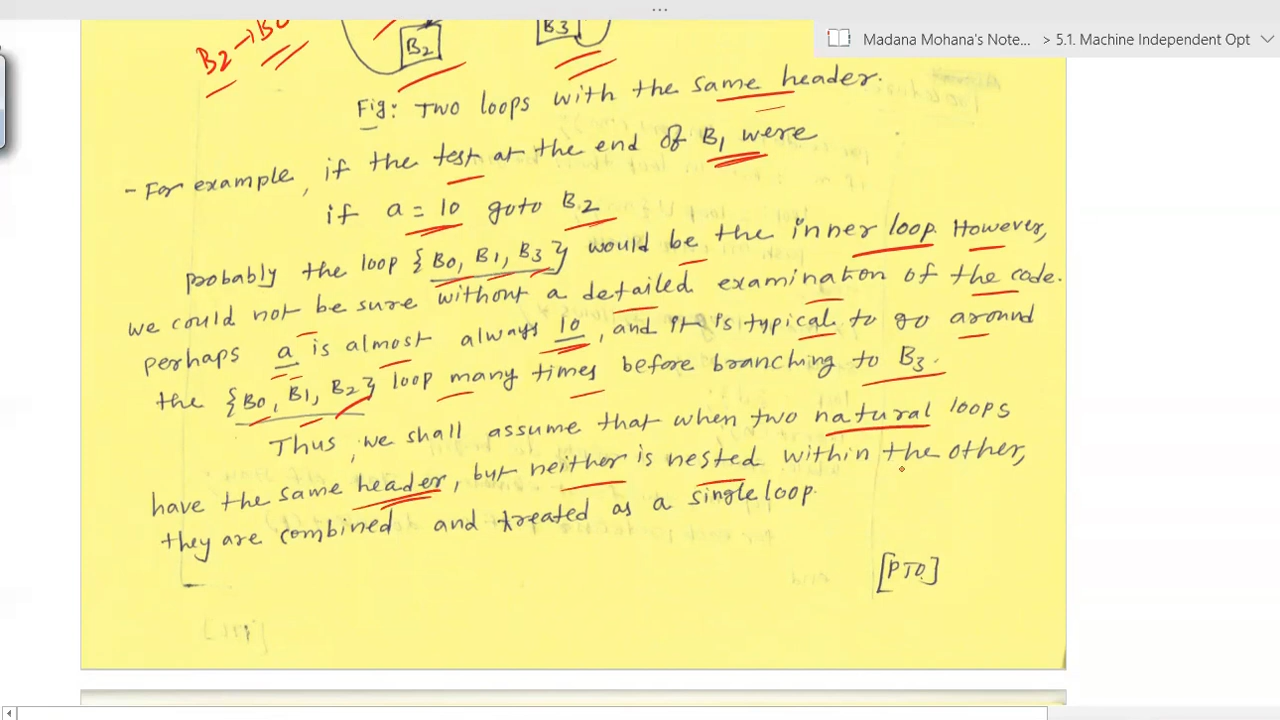 Madana Mohana's Note... > 5.1. Machine Independent Opt
B2→B0
B2
B3
Fig: Two loops with the same header.
- For example, if the test at the end of B1 were
if a = 10 goto B2
probably the loop {B0, B1, B3} would be the inner loop. However,
we could not be sure without a detailed examination of the code.
perhaps a is almost always 10, and it is typical to go around
the {B0, B1, B2} loop many times before branching to B3.
Thus, we shall assume that when two natural loops
have the same header, but neither is nested within the other,
they are combined and treated as a single loop.
[PTO]